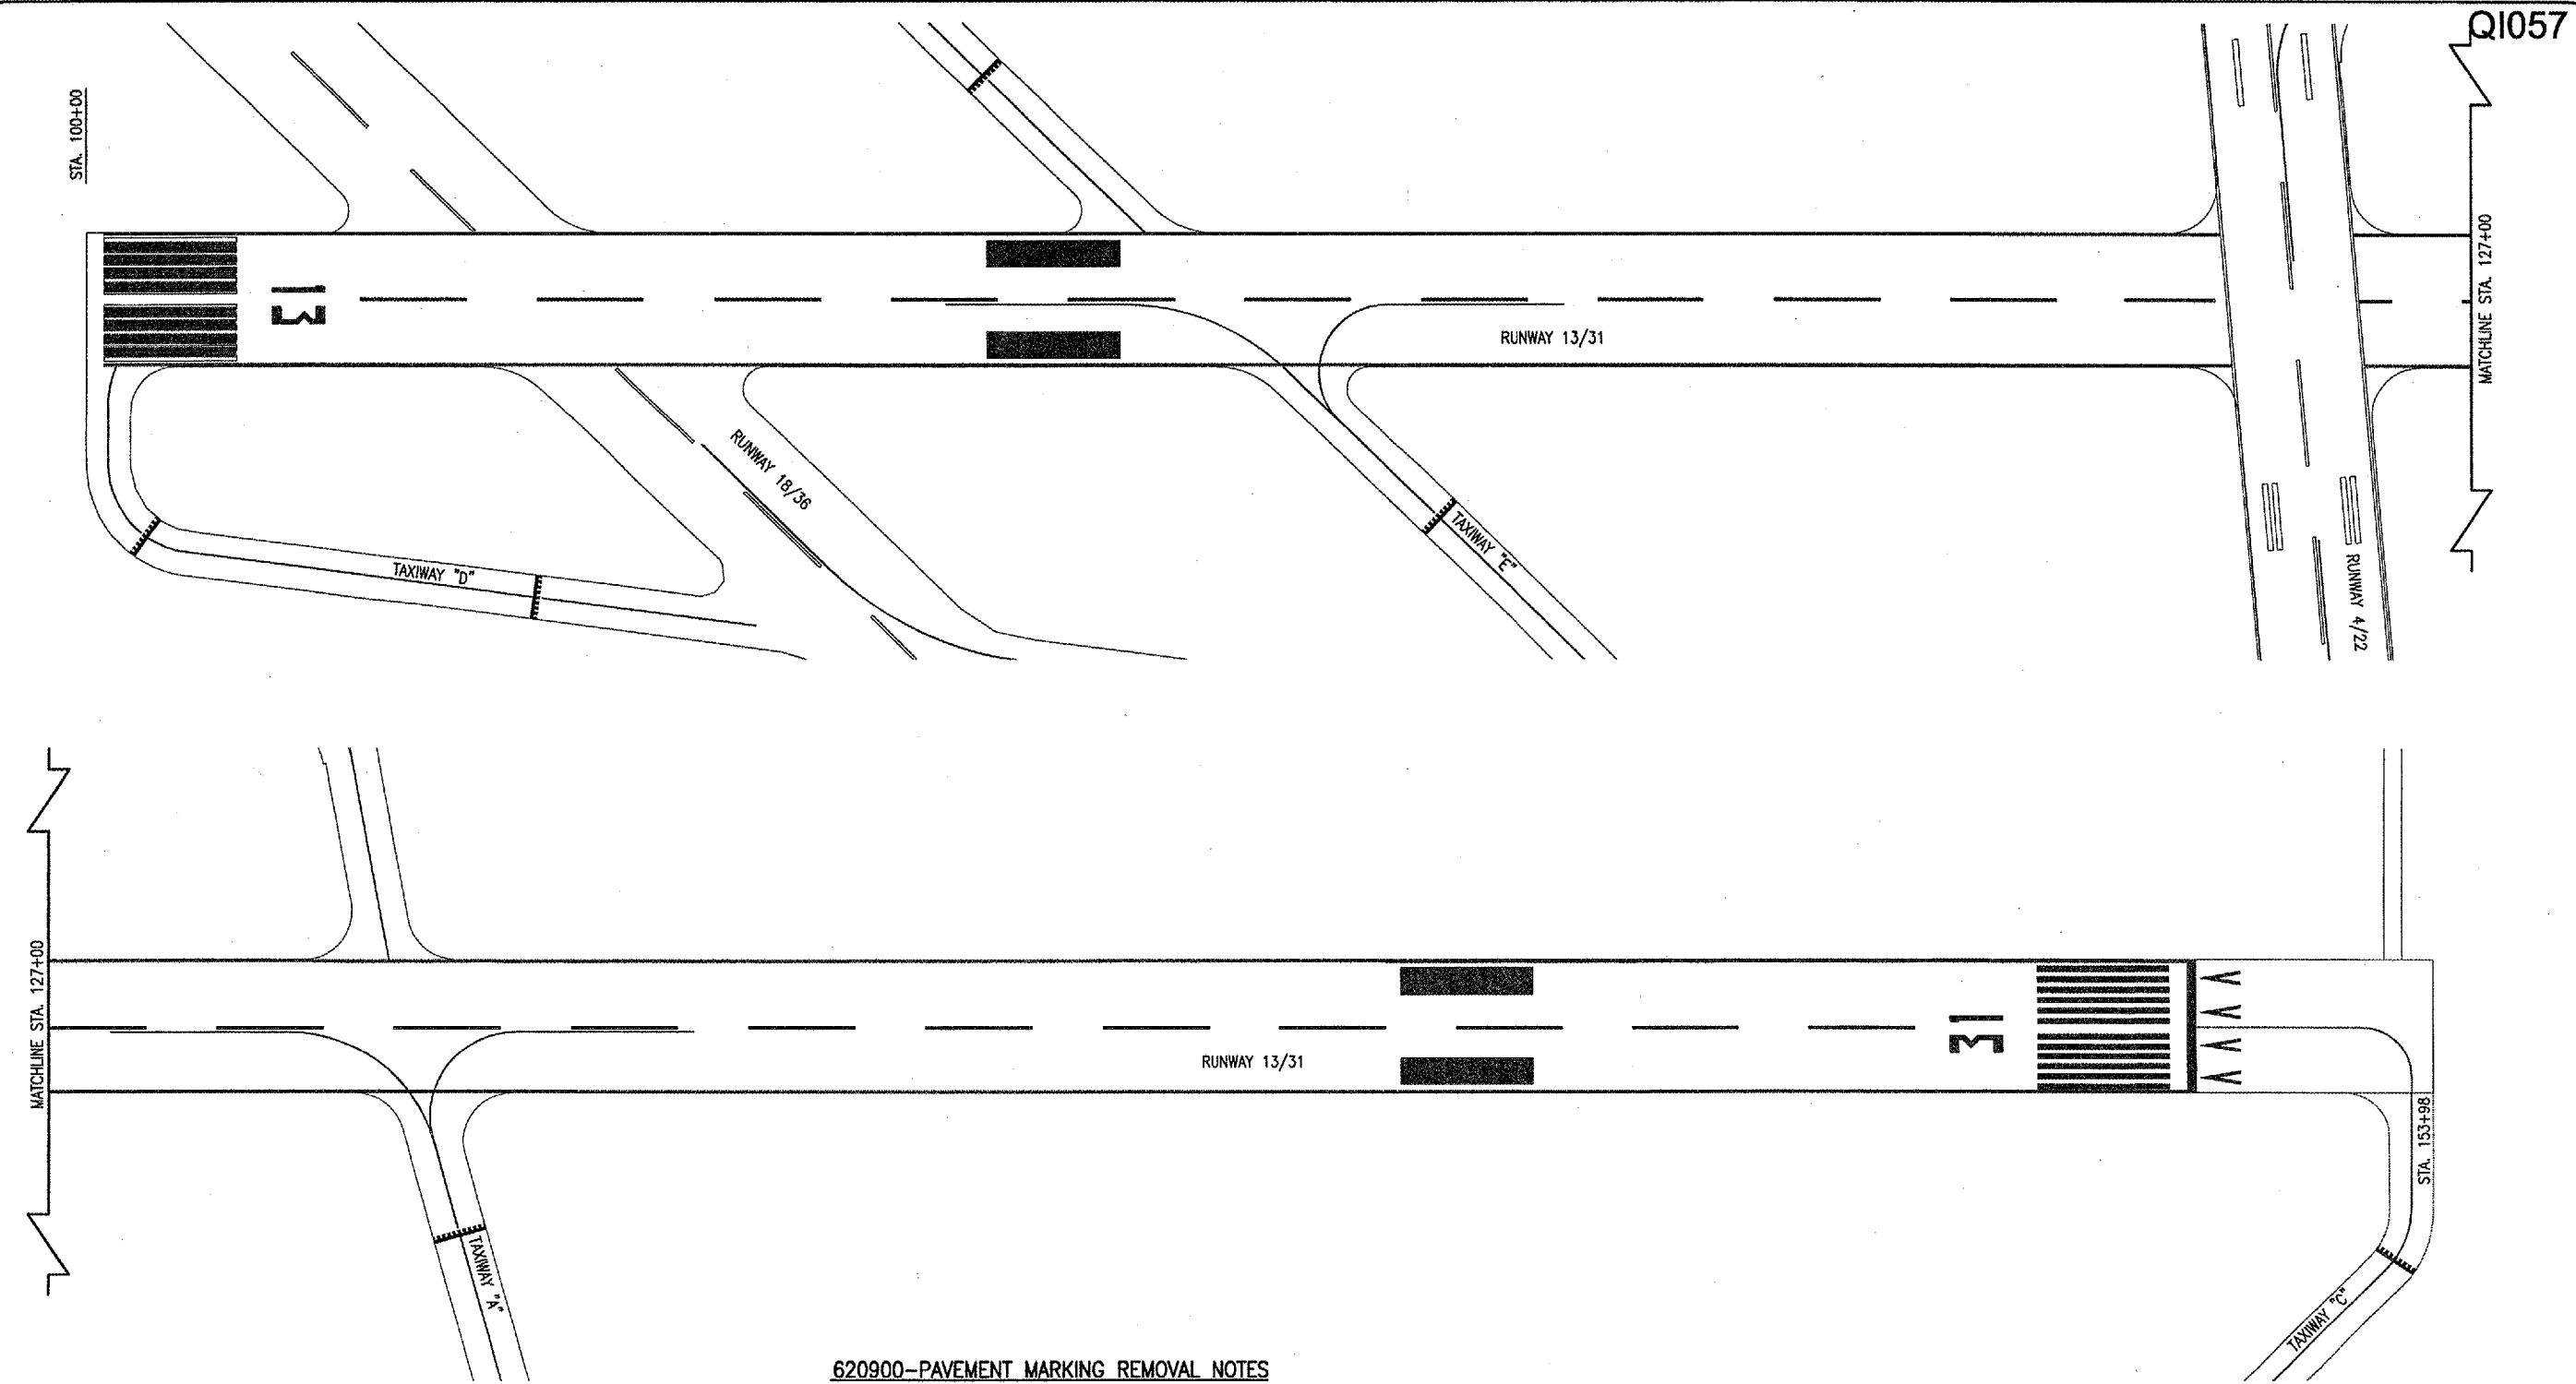 QI057
STA. 100+00
13
RUNWAY 13/31
MATCHLINE STA. 127+00
RUNWAY 18/36
TAXIWAY "D"
TAXIWAY "E"
RUNWAY 4/22
MATCHLINE STA. 127+00
RUNWAY 13/31
31
STA. 153+98
TAXIWAY "A"
TAXIWAY "C"
620900-PAVEMENT MARKING REMOVAL NOTES